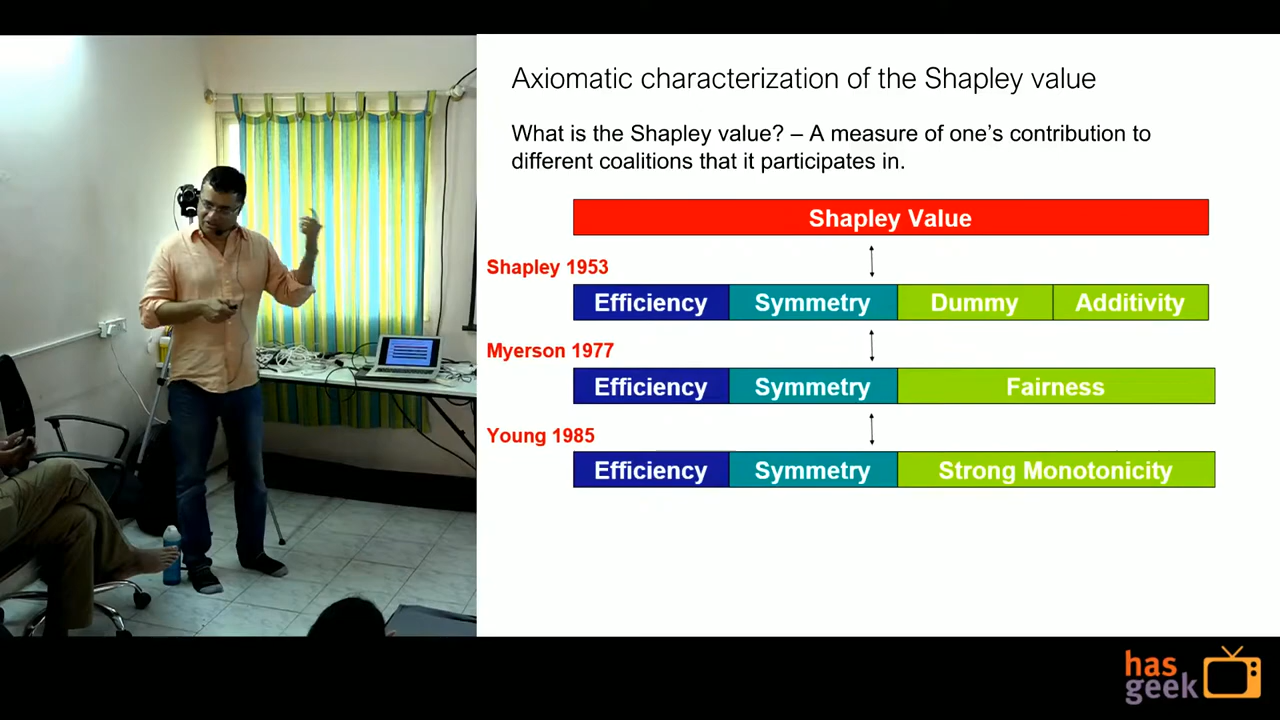 Axiomatic characterization of the Shapley value
What is the Shapley value? – A measure of one's contribution to
different coalitions that it participates in.
Shapley Value
Shapley 1953
Efficiency Symmetry Dummy Additivity
Myerson 1977
Efficiency Symmetry Fairness
Young 1985
Efficiency Symmetry Strong Monotonicity
has
geek